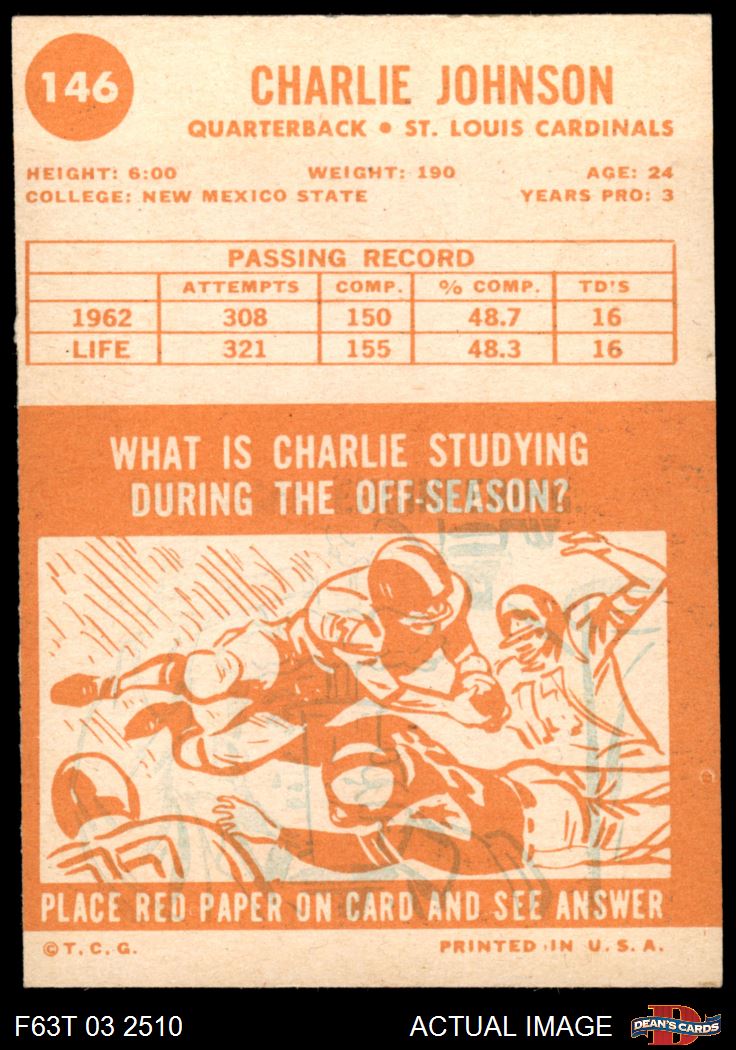 146
CHARLIE JOHNSON
QUARTERBACK • ST. LOUIS CARDINALS
HEIGHT: 6:00 WEIGHT: 190 AGE: 24
COLLEGE: NEW MEXICO STATE YEARS PRO: 3
PASSING RECORD
ATTEMPTS COMP. % COMP. TD'S
1962 308 150 48.7 16
LIFE 321 155 48.3 16
WHAT IS CHARLIE STUDYING
DURING THE OFF-SEASON?
PLACE RED PAPER ON CARD AND SEE ANSWER
© T. C. G. PRINTED IN U. S. A.
F63T 03 2510 ACTUAL IMAGE DEAN'S CARDS